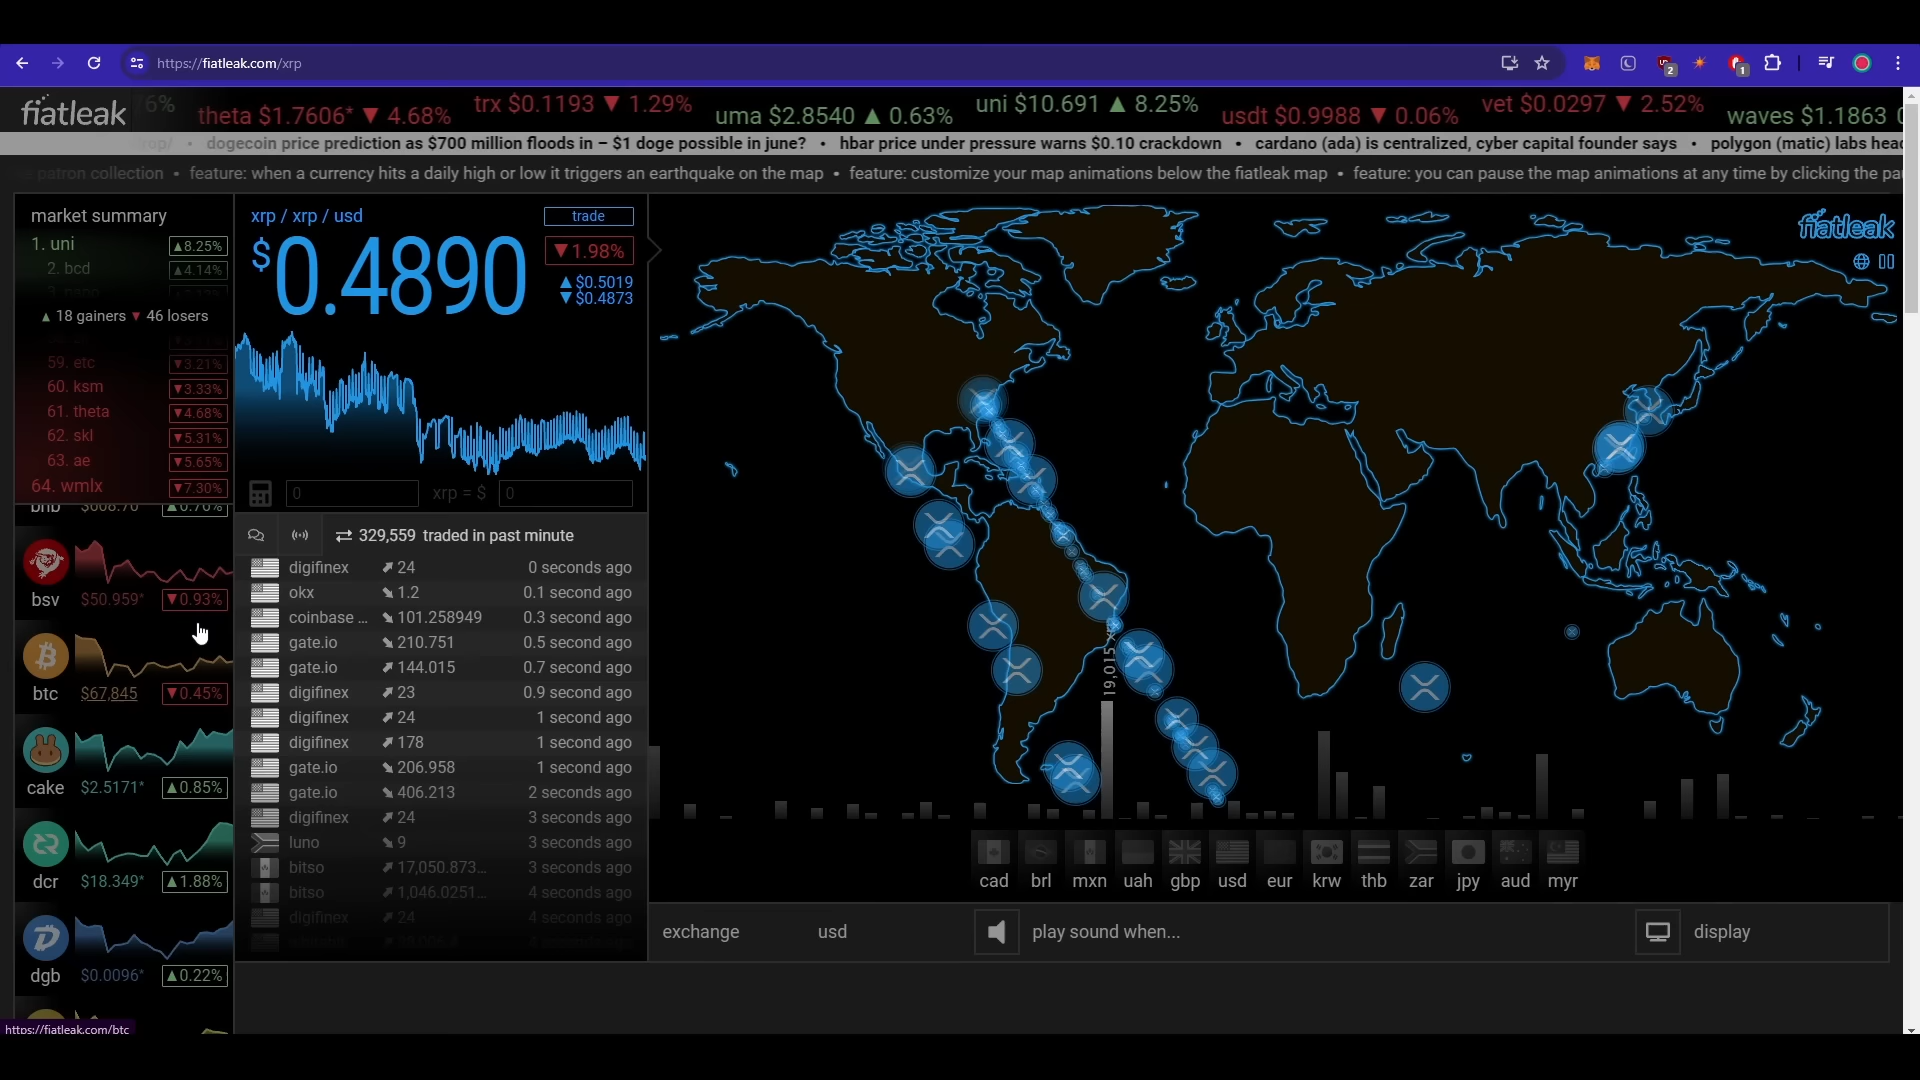 https://fiatleak.com/xrp
2
1
fiatleak
6% theta $1.7606* ▼ 4.68% trx $0.1193 ▼ 1.29% uma $2.8540 ▲ 0.63% uni $10.691 ▲ 8.25% usdt $0.9988 ▼ 0.06% vet $0.0297 ▼ 2.52% waves $1.1863
• dogecoin price prediction as $700 million floods in – $1 doge possible in june? • hbar price under pressure warns $0.10 crackdown • cardano (ada) is centralized, cyber capital founder says • polygon (matic) labs head
patron collection • feature: when a currency hits a daily high or low it triggers an earthquake on the map • feature: customize your map animations below the fiatleak map • feature: you can pause the map animations at any time by clicking the pau
market summary
1. uni ▲8.25%
2. bcd ▲4.14%
▲ 18 gainers ▼ 46 losers
59. etc ▼3.21%
60. ksm ▼3.33%
61. theta ▼4.68%
62. skl ▼5.31%
63. ae ▼5.65%
64. wmlx ▼7.30%
bnb $608.70 ▲0.76%
bsv $50.959* ▼0.93%
btc $67,845 ▼0.45%
cake $2.5171* ▲0.85%
dcr $18.349* ▲1.88%
dgb $0.0096* ▲0.22%
https://fiatleak.com/btc
xrp / xrp / usd
trade
$0.4890
▼1.98%
▲$0.5019
▼$0.4873
0 xrp = $ 0
329,559 traded in past minute
digifinex 24 0 seconds ago
okx 1.2 0.1 second ago
coinbase ... 101.258949 0.3 second ago
gate.io 210.751 0.5 second ago
gate.io 144.015 0.7 second ago
digifinex 23 0.9 second ago
digifinex 24 1 second ago
digifinex 178 1 second ago
gate.io 206.958 1 second ago
gate.io 406.213 2 seconds ago
digifinex 24 3 seconds ago
luno 9 3 seconds ago
bitso 17,050.873... 3 seconds ago
bitso 1,046.0251... 4 seconds ago
digifinex 24 4 seconds ago
fiatleak
19,015 xrp
cad brl mxn uah gbp usd eur krw thb zar jpy aud myr
exchange usd play sound when... display